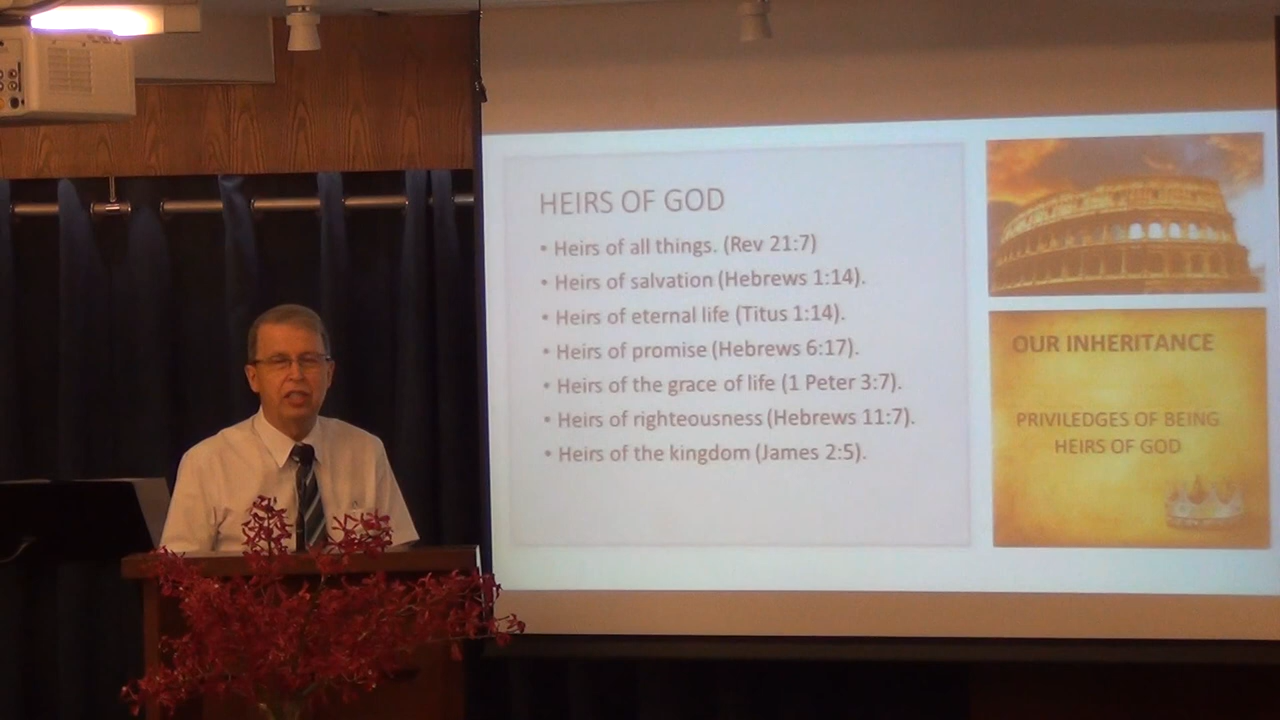 HEIRS OF GOD
• Heirs of all things. (Rev 21:7)
• Heirs of salvation (Hebrews 1:14).
• Heirs of eternal life (Titus 1:14).
• Heirs of promise (Hebrews 6:17).
• Heirs of the grace of life (1 Peter 3:7).
• Heirs of righteousness (Hebrews 11:7).
• Heirs of the kingdom (James 2:5).
OUR INHERITANCE
PRIVILEDGES OF BEING
HEIRS OF GOD